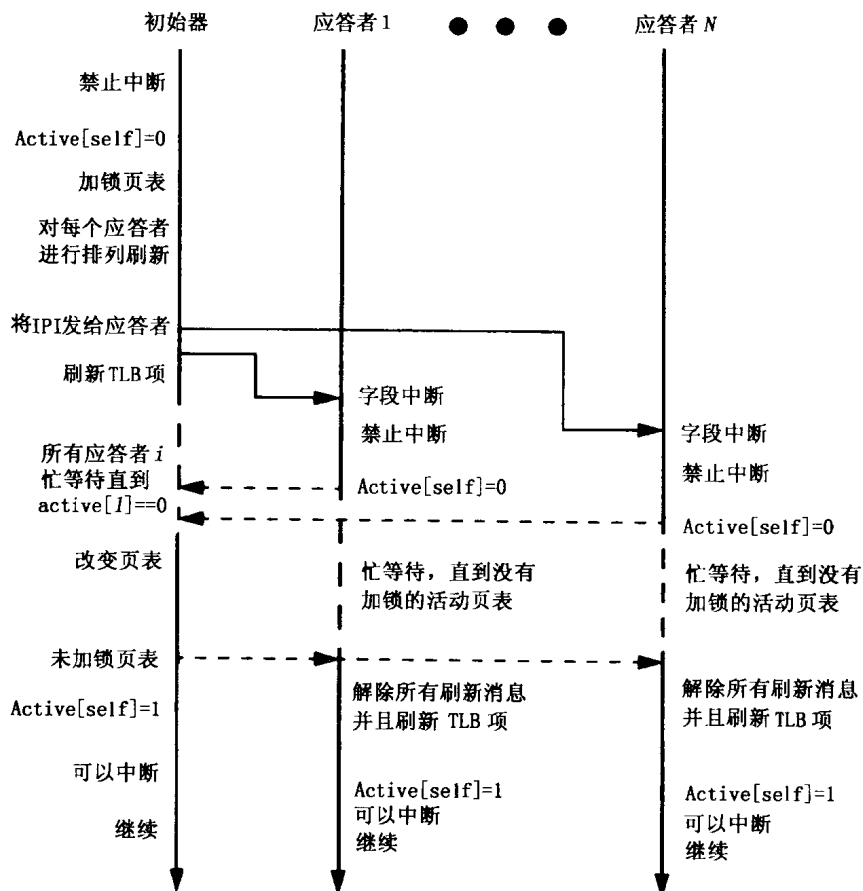 初始器
应答者 1
应答者 N
禁止中断
Active[self]=0
加锁页表
对每个应答者
进行排列刷新
将IPI发给应答者
刷新 TLB 项
所有应答者 i
忙等待直到
active[1]==0
改变页表
未加锁页表
Active[self]=1
可以中断
继续
字段中断
禁止中断
Active[self]=0
忙等待，直到没有
加锁的活动页表
解除所有刷新消息
并且刷新 TLB 项
Active[self]=1
可以中断
继续
字段中断
禁止中断
Active[self]=0
忙等待，直到没有
加锁的活动页表
解除所有刷新消息
并且刷新 TLB 项
Active[self]=1
可以中断
继续